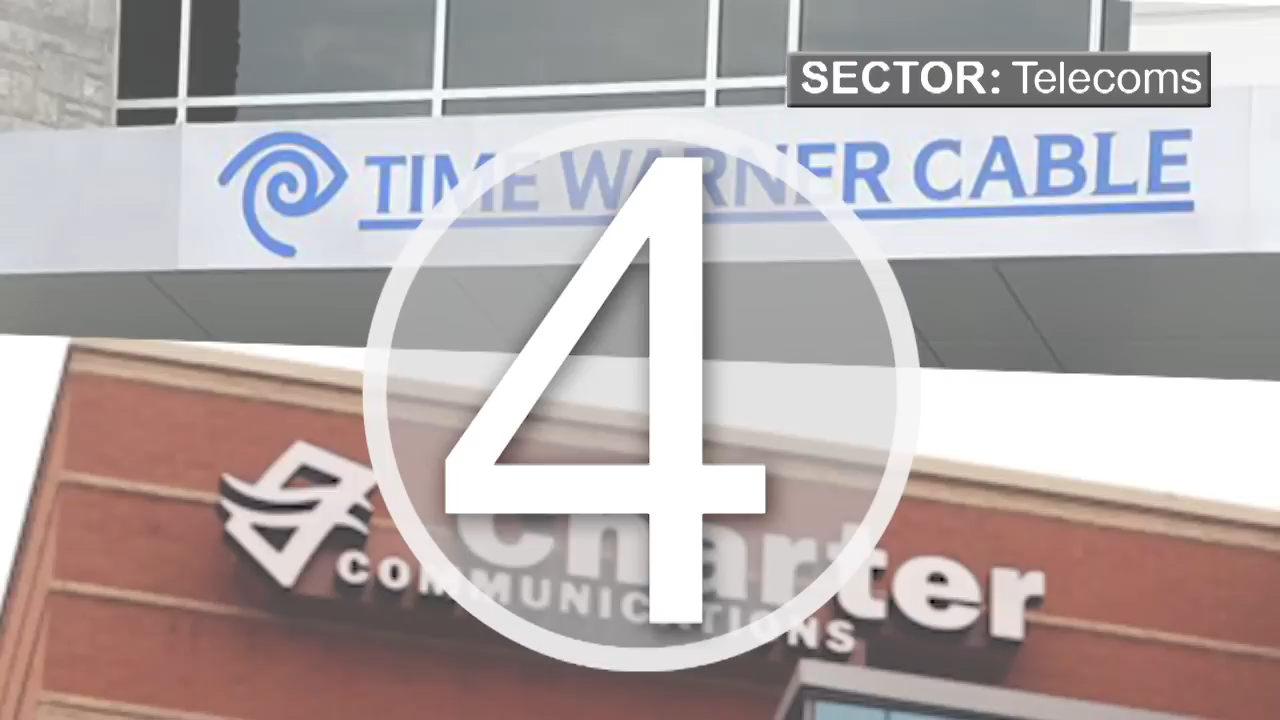 SECTOR: Telecoms
TIME WARNER CABLE
4
Charter
COMMUNICATIONS